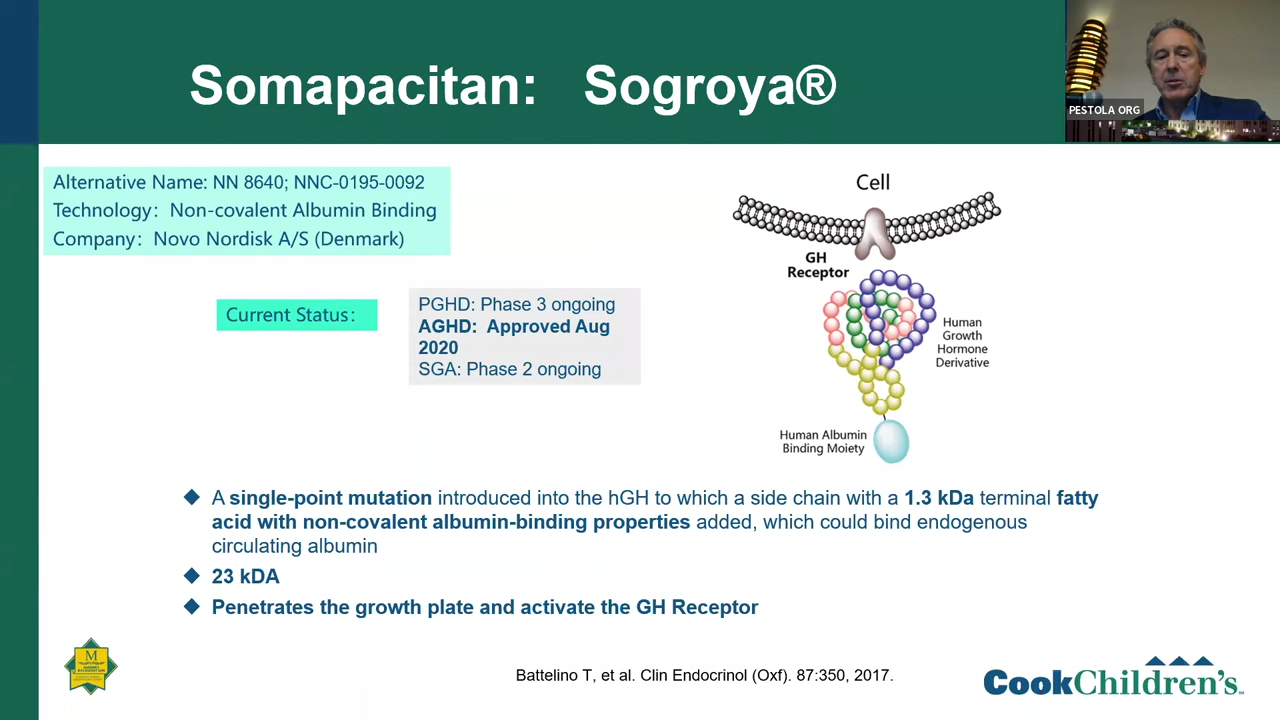 Somapacitan: Sogroya®
PESTOLA ORG
Alternative Name: NN 8640; NNC-0195-0092
Technology: Non-covalent Albumin Binding
Company: Novo Nordisk A/S (Denmark)
Current Status:
PGHD: Phase 3 ongoing
AGHD: Approved Aug
2020
SGA: Phase 2 ongoing
Cell
GH
Receptor
Human
Growth
Hormone
Derivative
Human Albumin
Binding Moiety
◆ A single-point mutation introduced into the hGH to which a side chain with a 1.3 kDa terminal fatty
acid with non-covalent albumin-binding properties added, which could bind endogenous
circulating albumin
◆ 23 kDA
◆ Penetrates the growth plate and activate the GH Receptor
M
Battelino T, et al. Clin Endocrinol (Oxf). 87:350, 2017.
CookChildren's™